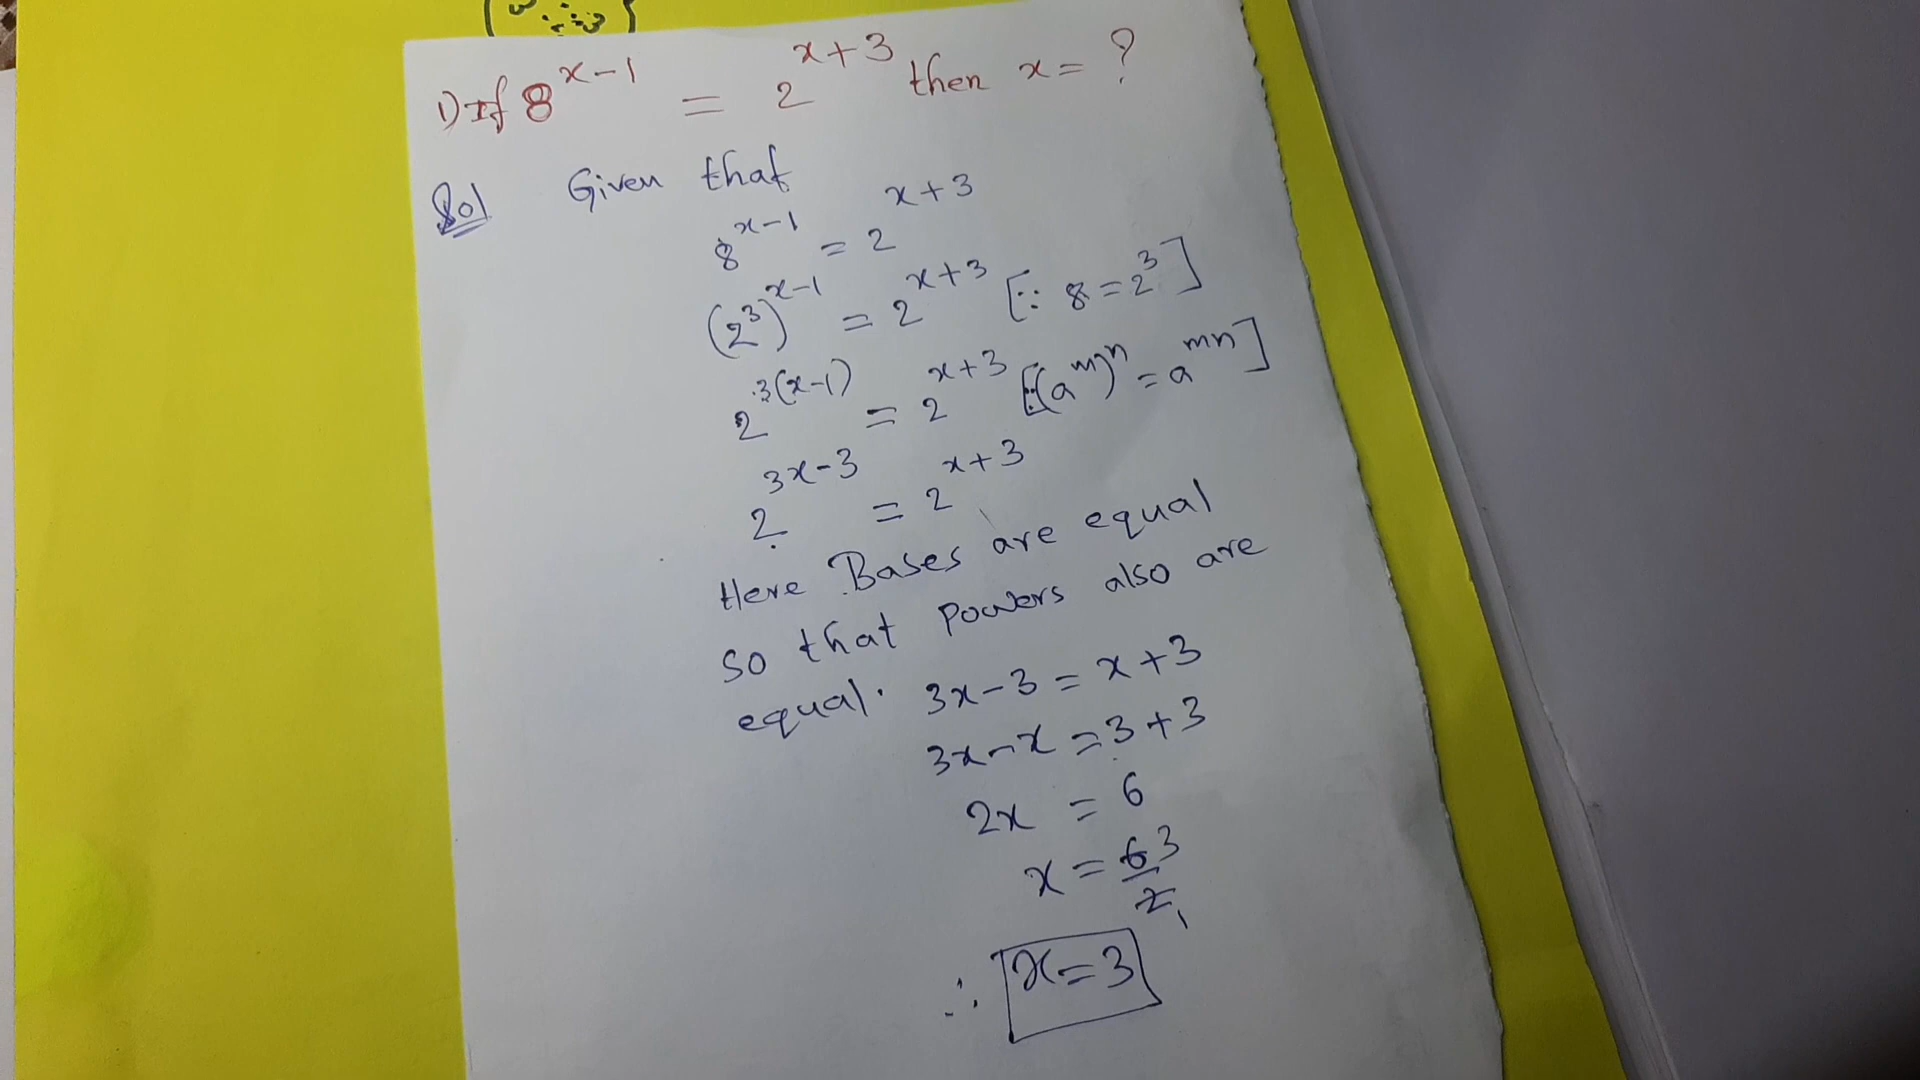 1) If 8^(x-1) = 2^(x+3) then x = ?
Sol Given that
8^(x-1) = 2^(x+3)
(2^3)^(x-1) = 2^(x+3) [∵ 8 = 2^3]
2^(3(x-1)) = 2^(x+3) [∵ (a^m)^n = a^(mn)]
2^(3x-3) = 2^(x+3)
Here Bases are equal
so that Powers also are
equal. 3x-3 = x+3
3x-x = 3+3
2x = 6
x = 6 3
2 1
∴ x=3